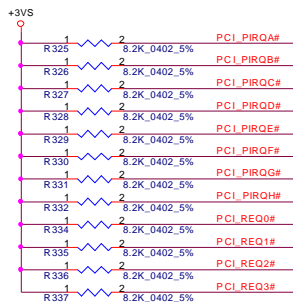 +3VS
1 2 PCI_PIRQA#
R325 8.2K_0402_5%
1 2 PCI_PIRQB#
R326 8.2K_0402_5%
1 2 PCI_PIRQC#
R327 8.2K_0402_5%
1 2 PCI_PIRQD#
R328 8.2K_0402_5%
1 2 PCI_PIRQE#
R329 8.2K_0402_5%
1 2 PCI_PIRQF#
R330 8.2K_0402_5%
1 2 PCI_PIRQG#
R331 8.2K_0402_5%
1 2 PCI_PIRQH#
R332 8.2K_0402_5%
1 2 PCI_REQ0#
R334 8.2K_0402_5%
1 2 PCI_REQ1#
R335 8.2K_0402_5%
1 2 PCI_REQ2#
R336 8.2K_0402_5%
1 2 PCI_REQ3#
R337 8.2K_0402_5%